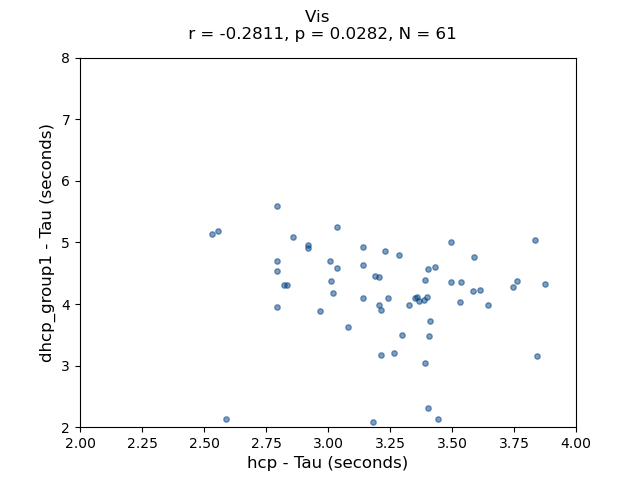 Vis
r = -0.2811, p = 0.0282, N = 61
8
7
6
5
4
3
2
dhcp_group1 - Tau (seconds)
2.00 2.25 2.50 2.75 3.00 3.25 3.50 3.75 4.00
hcp - Tau (seconds)